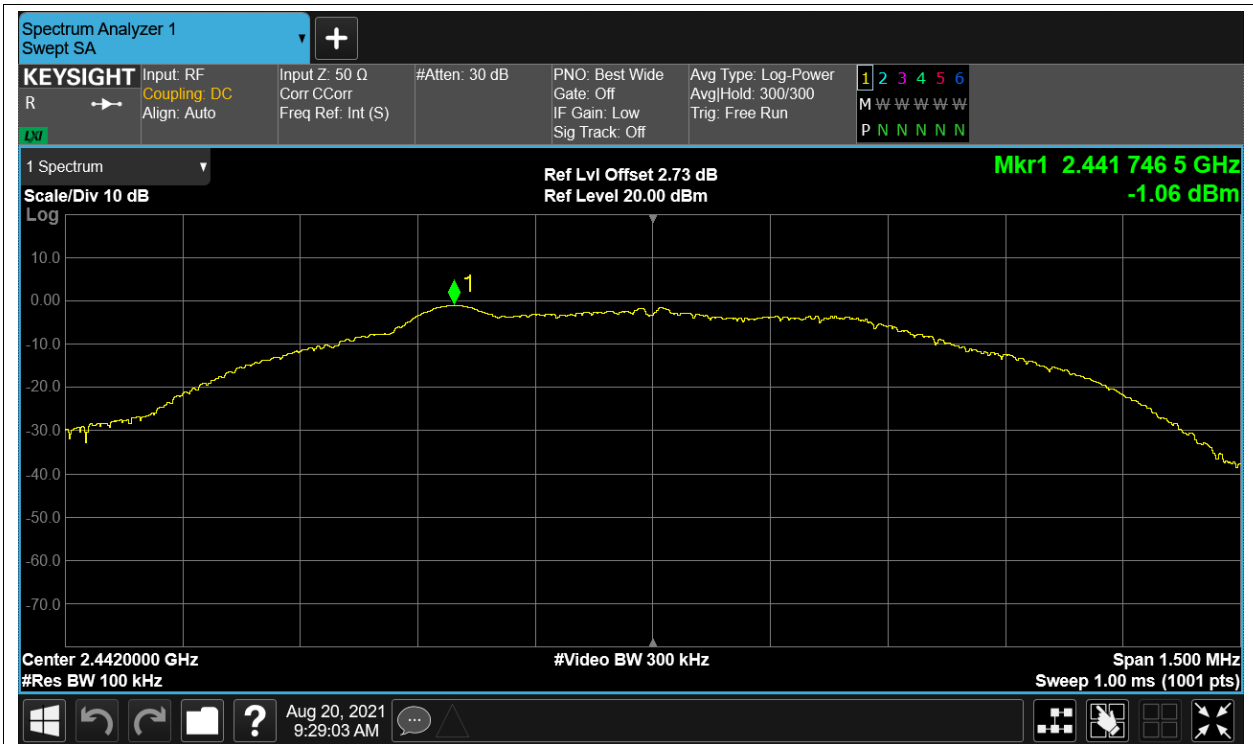 Spectrum Analyzer 1
Swept SA
KEYSIGHT
R
LXI
Input: RF
Coupling: DC
Align: Auto
Input Z: 50 Ω
Corr CCorr
Freq Ref: Int (S)
#Atten: 30 dB
PNO: Best Wide
Gate: Off
IF Gain: Low
Sig Track: Off
Avg Type: Log-Power
Avg|Hold: 300/300
Trig: Free Run
1 2 3 4 5 6
M W W W W W W
P N N N N N N
1 Spectrum
Scale/Div 10 dB
Log
Ref Lvl Offset 2.73 dB
Ref Level 20.00 dBm
Mkr1 2.441 746 5 GHz
-1.06 dBm
1
10.0
0.00
-10.0
-20.0
-30.0
-40.0
-50.0
-60.0
-70.0
Center 2.4420000 GHz
#Res BW 100 kHz
#Video BW 300 kHz
Span 1.500 MHz
Sweep 1.00 ms (1001 pts)
?
Aug 20, 2021
9:29:03 AM